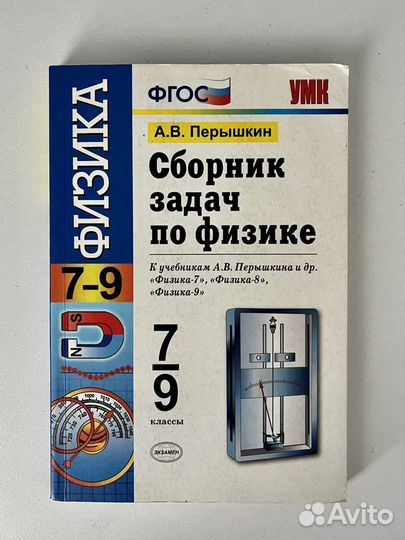 ФГОС
УМК
А.В. Перышкин
Сборник
задач
по физике
К учебникам А.В. Перышкина и др.
«Физика-7», «Физика-8»,
«Физика-9»
ФИЗИКА
7–9
N S
7
9
классы
ЭКЗАМЕН
Avito